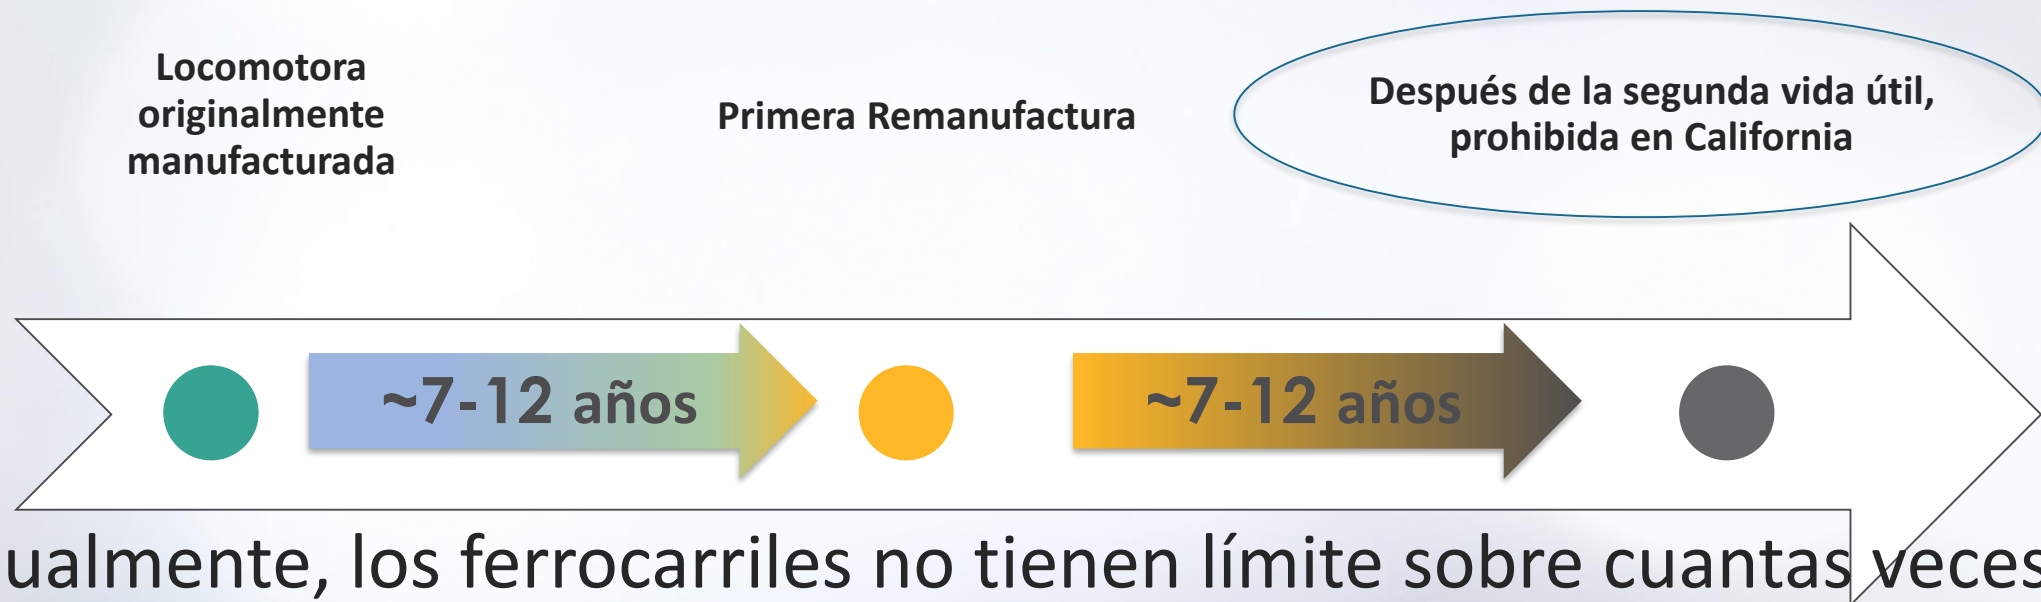 Locomotora
originalmente
manufacturada
Primera Remanufactura
Después de la segunda vida útil,
prohibida en California
~7-12 años
~7-12 años
ualmente, los ferrocarriles no tienen límite sobre cuantas veces